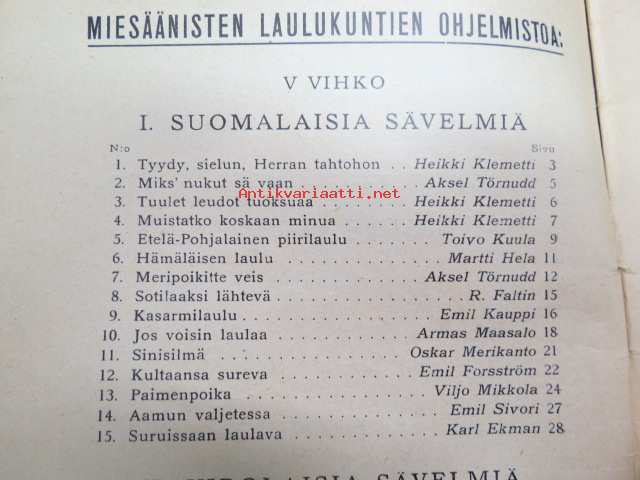 MIESÄÄNISTEN LAULUKUNTIEN OHJELMISTOA:
V VIHKO
I. SUOMALAISIA SÄVELMIÄ
N:o Sivu
1. Tyydy, sielun, Herran tahtohon . . Heikki Klemetti 3
2. Miks' nukut sä vaan . . . . Aksel Törnudd 5
Antikvariaatti.net
3. Tuulet leudot tuoksuaa . . . . Heikki Klemetti 6
4. Muistatko koskaan minua . . . Heikki Klemetti 7
5. Etelä-Pohjalainen piirilaulu . . . . . . Toivo Kuula 9
6. Hämäläisen laulu . . . . . . . . . Martti Hela 11
7. Meripoikitte veis . . . . . . . . Aksel Törnudd 12
8. Sotilaaksi lähtevä . . . . . . . . . . R. Faltin 15
9. Kasarmilaulu . . . . . . . . . . . Emil Kauppi 16
10. Jos voisin laulaa . . . . . . . . Armas Maasalo 18
11. Sinisilmä . . . . . . . . . . . Oskar Merikanto 21
12. Kultaansa sureva . . . . . . . . Emil Forsström 22
13. Paimenpoika . . . . . . . . . . . Viljo Mikkola 24
14. Aamun valjetessa . . . . . . . . . . Emil Sivori 27
15. Suruissaan laulava . . . . . . . . . Karl Ekman 28
SÄVELMIÄ